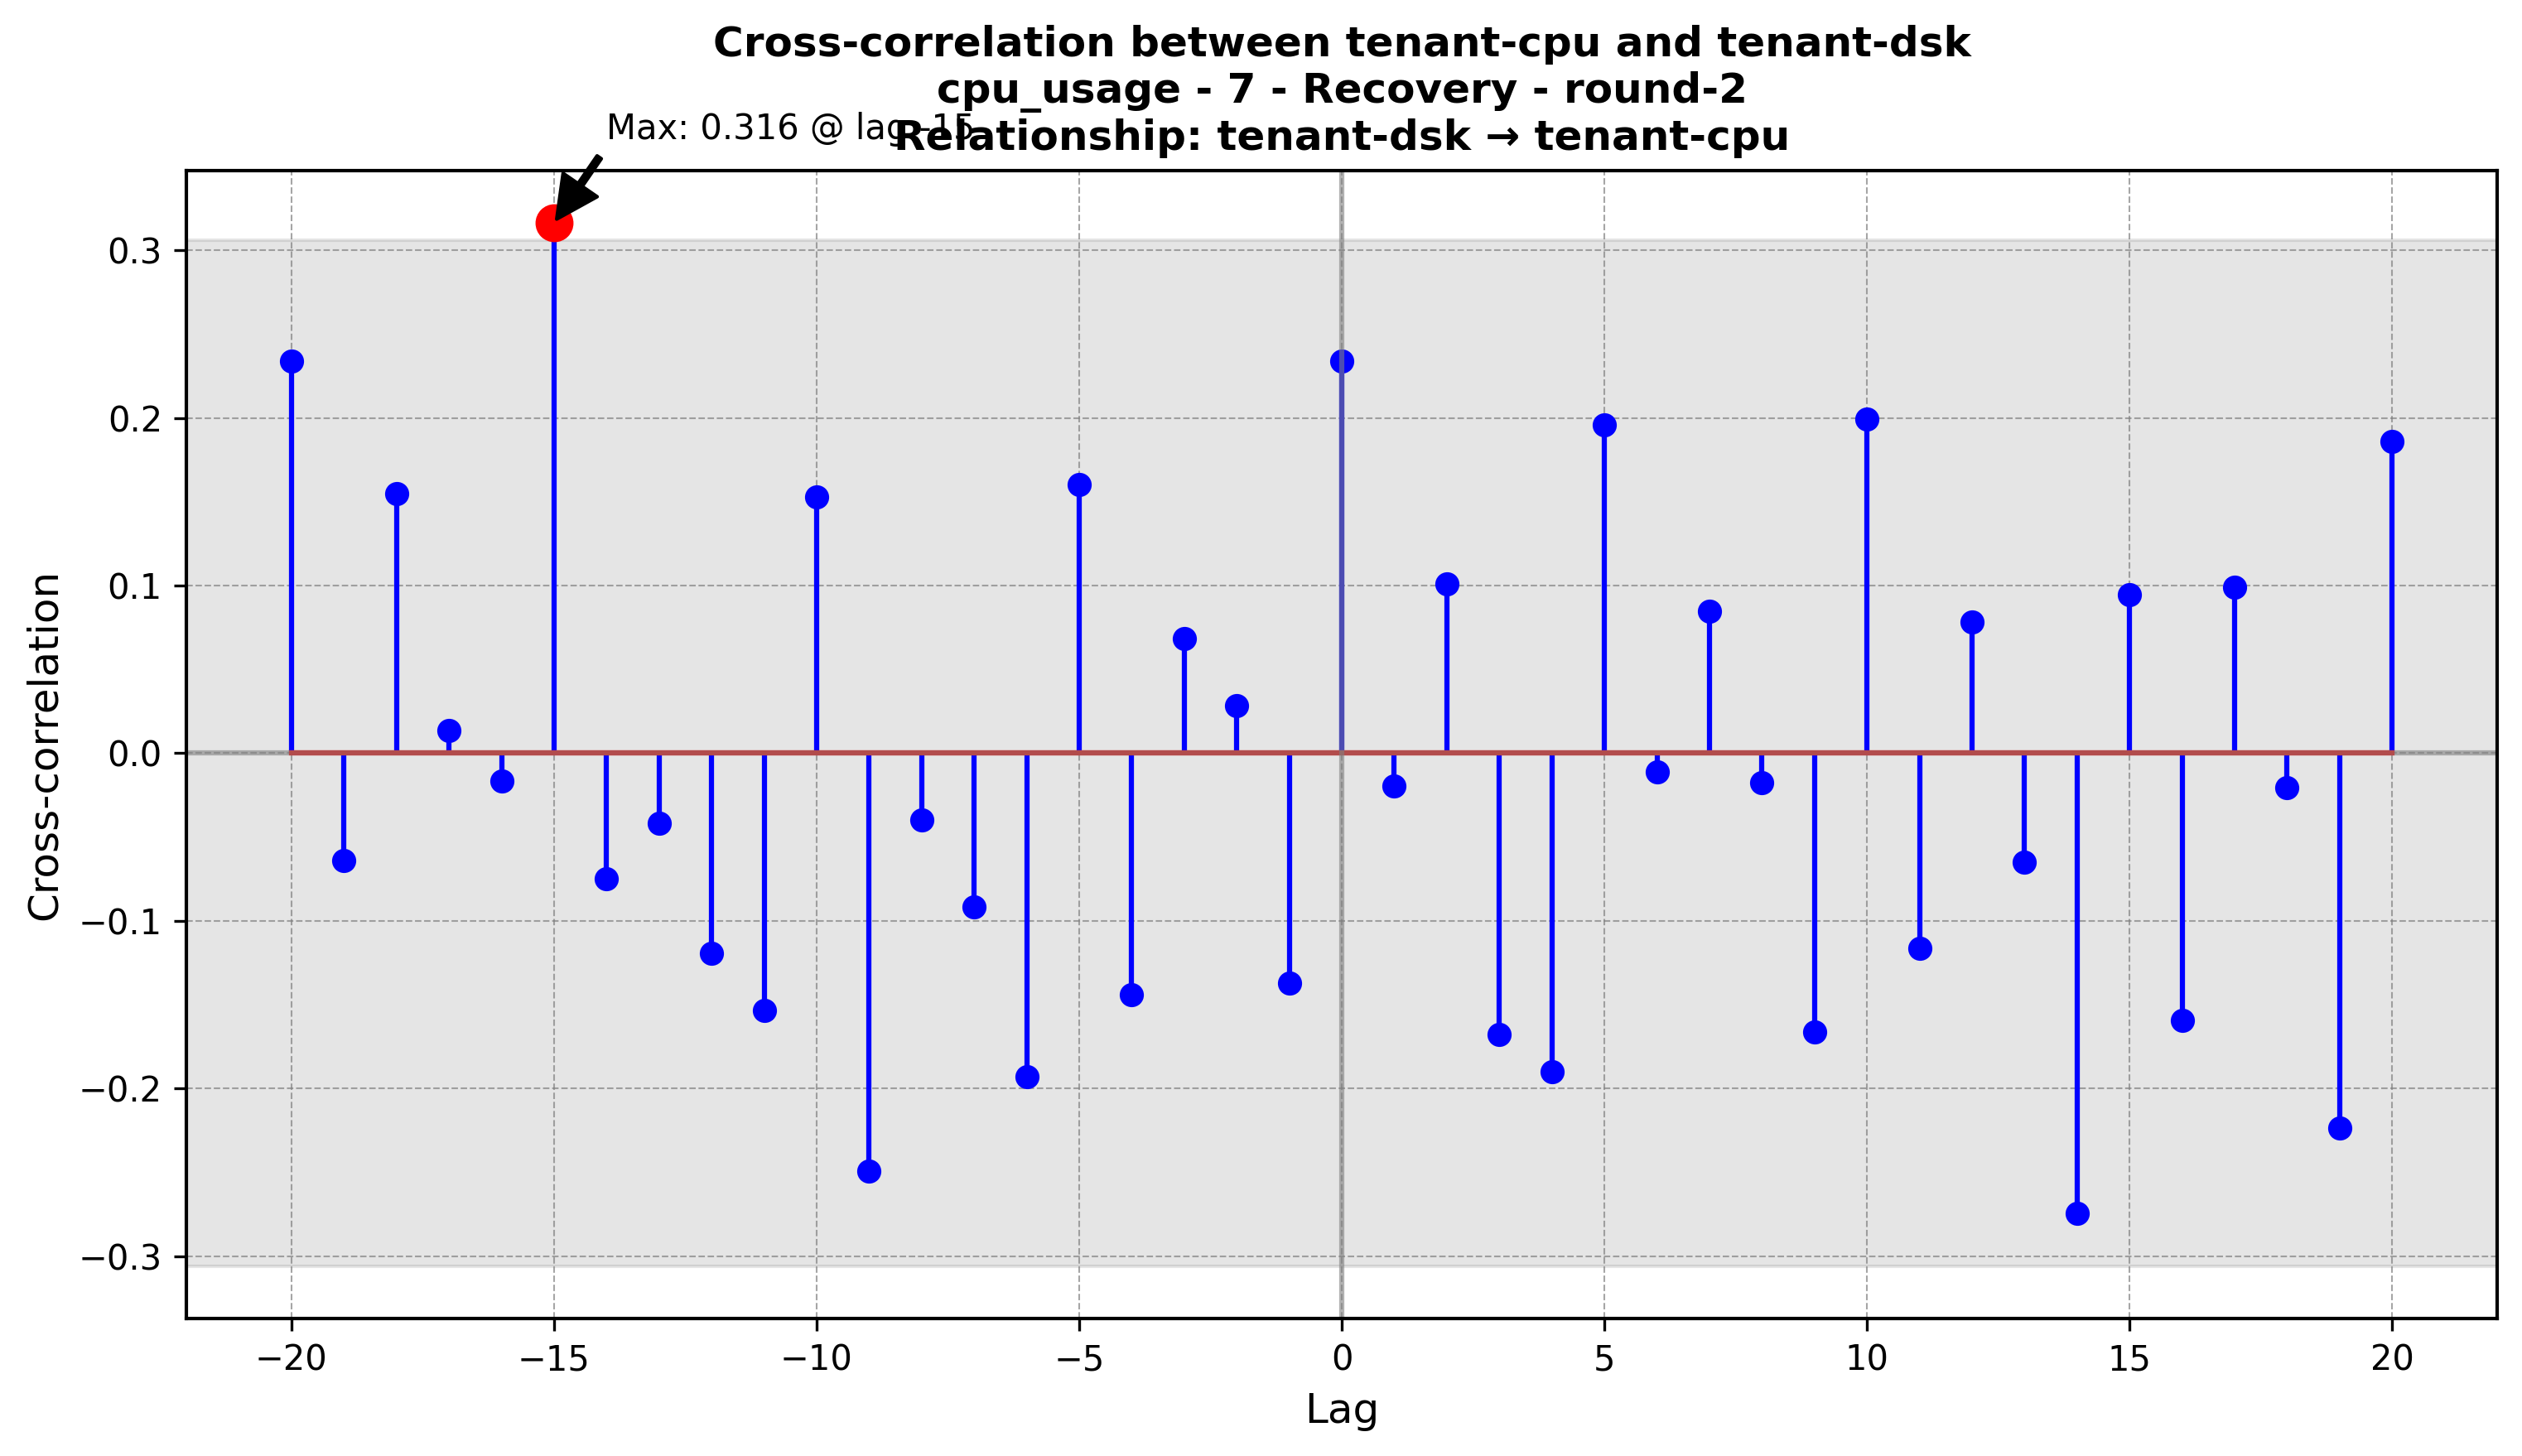 Cross-correlation between tenant-cpu and tenant-dsk
cpu_usage - 7 - Recovery - round-2
Relationship: tenant-dsk → tenant-cpu
Max: 0.316 @ lag -15
Cross-correlation
0.3
0.2
0.1
0.0
−0.1
−0.2
−0.3
−20 −15 −10 −5 0 5 10 15 20
Lag